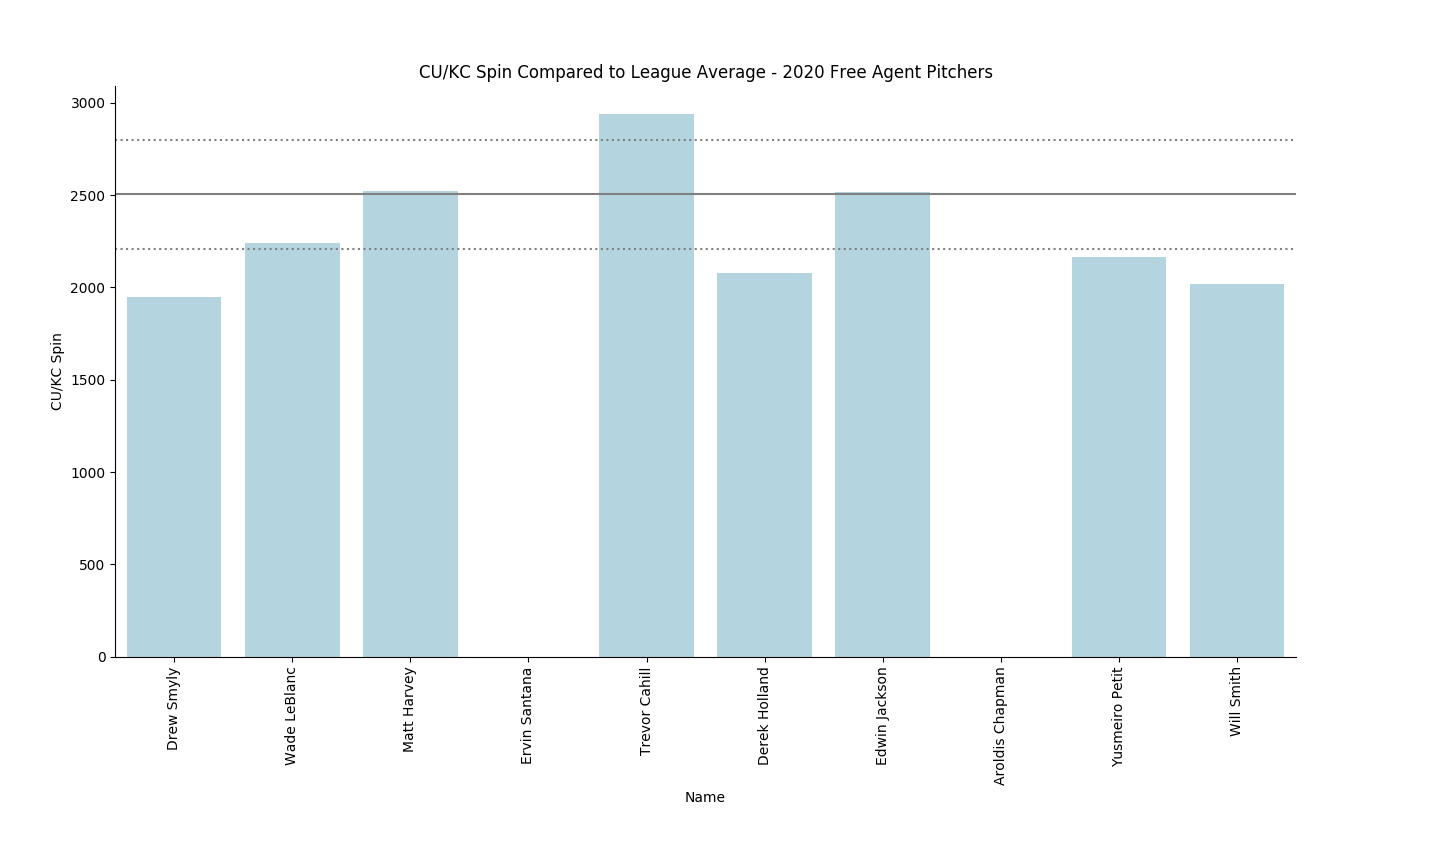 CU/KC Spin Compared to League Average - 2020 Free Agent Pitchers
3000
2500
2000
1500
1000
500
0
CU/KC Spin
Drew Smyly
Wade LeBlanc
Matt Harvey
Ervin Santana
Trevor Cahill
Derek Holland
Edwin Jackson
Aroldis Chapman
Yusmeiro Petit
Will Smith
Name